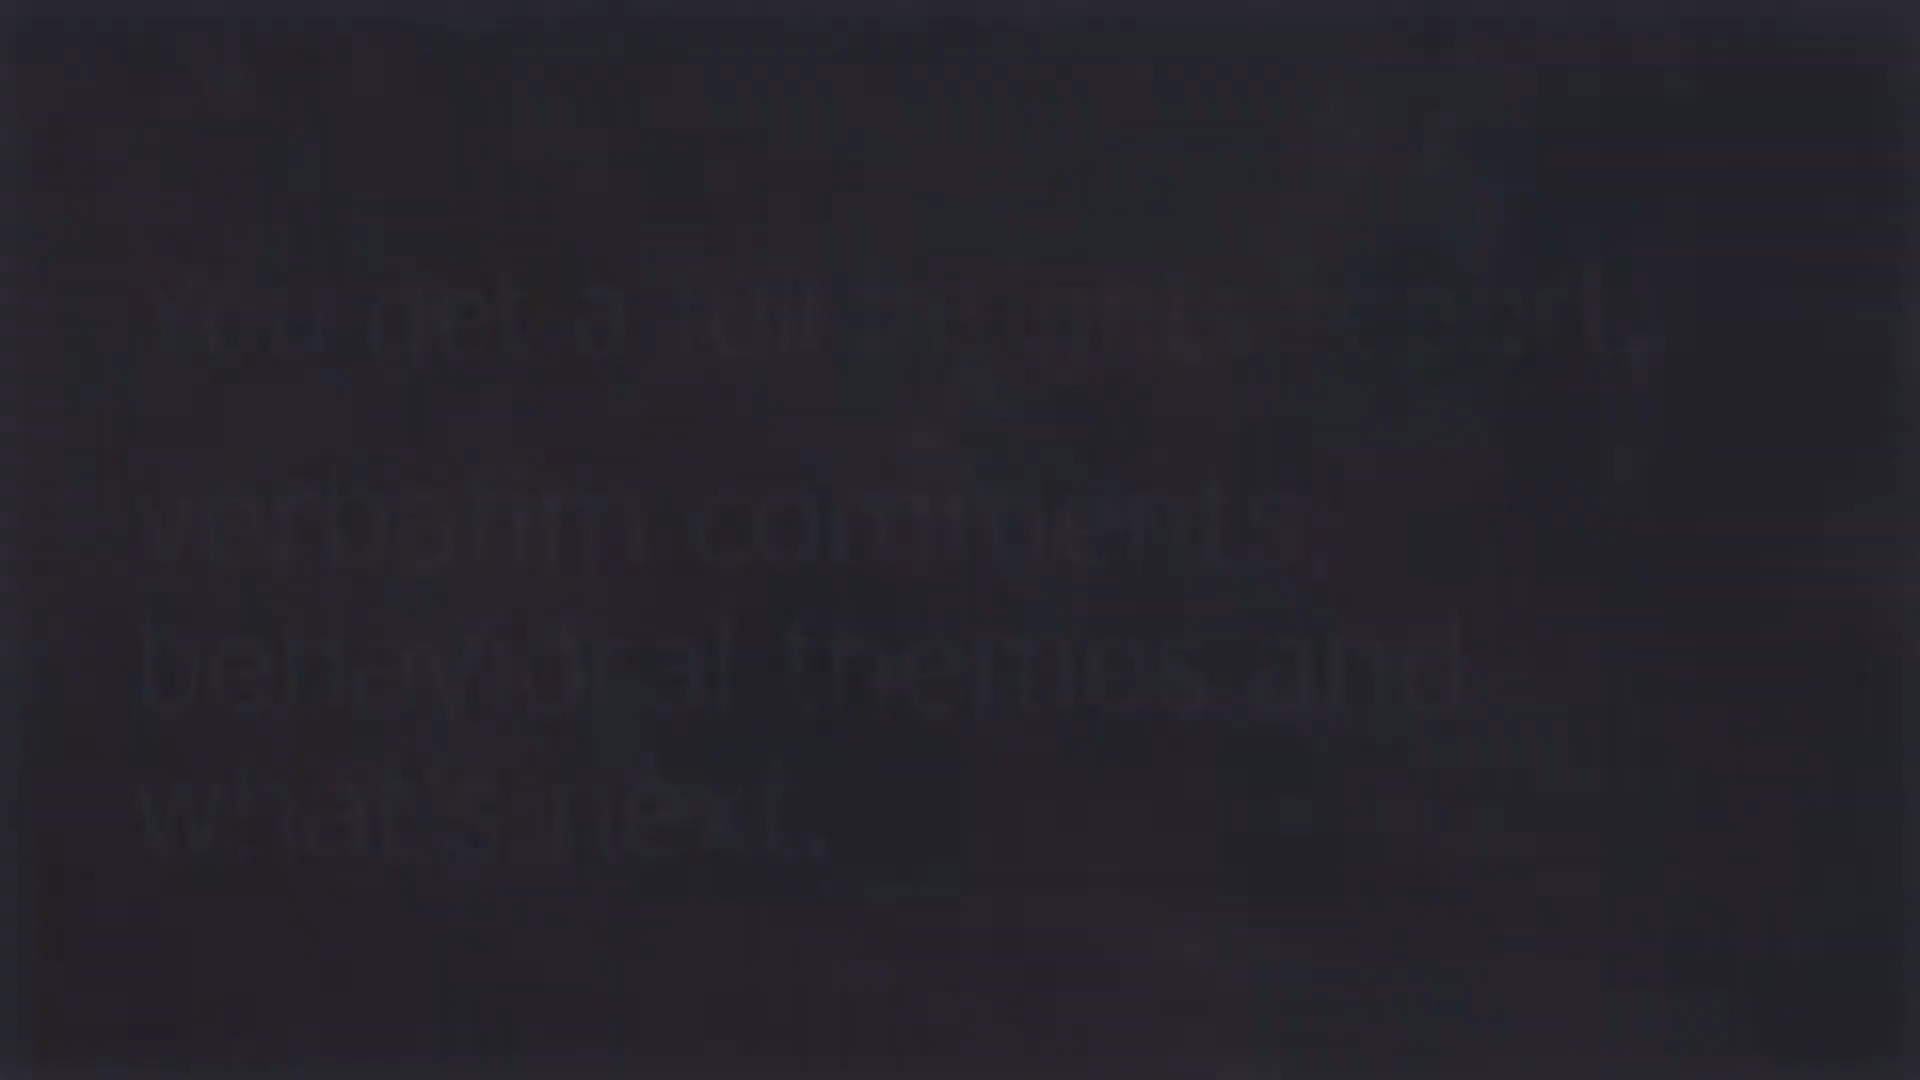 You get a full insights report,
verbatim comments,
behavioral themes and
what's next.